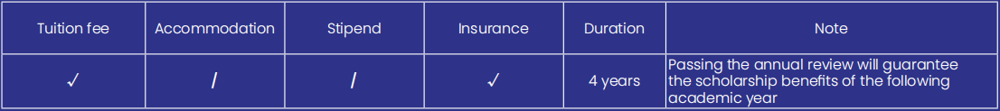 Tuition fee Accommodation Stipend Insurance Duration Note
✓ / / ✓ 4 years Passing the annual review will guarantee
the scholarship benefits of the following
academic year